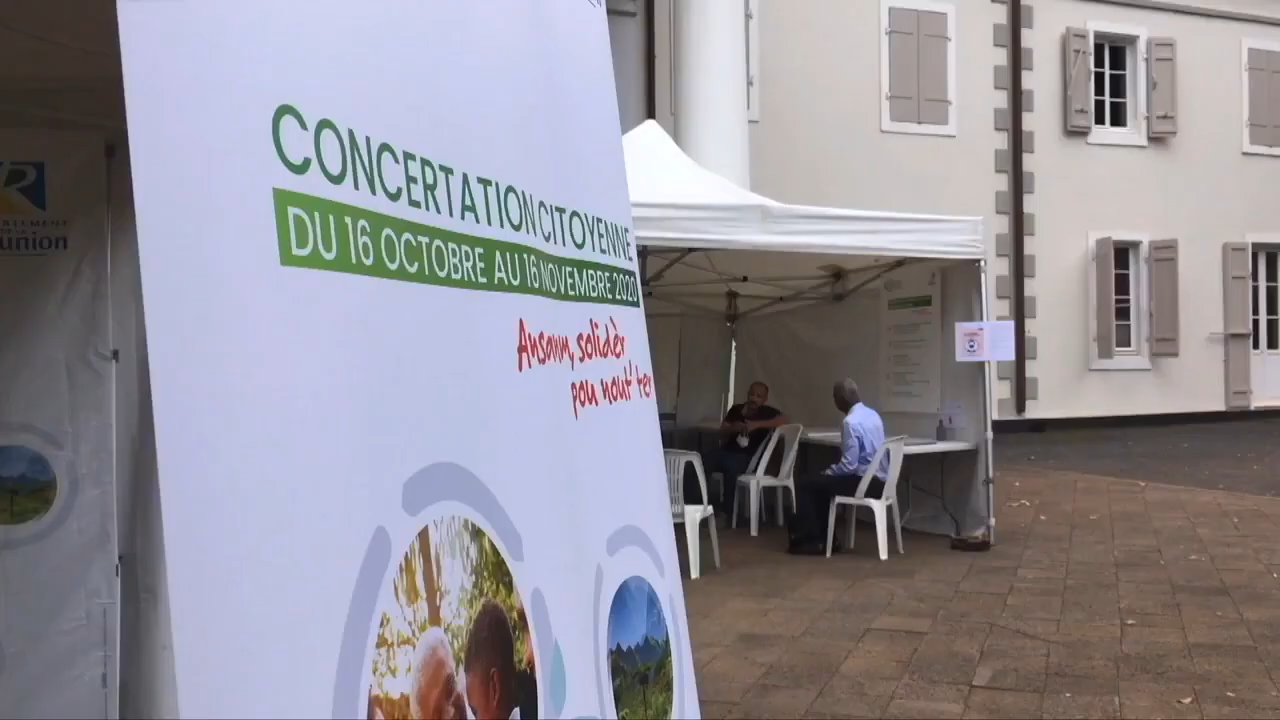 CONCERTATION CITOYENNE
DU 16 OCTOBRE AU 16 NOVEMBRE 2020
Ansanm, solidèr
pou nout' ter